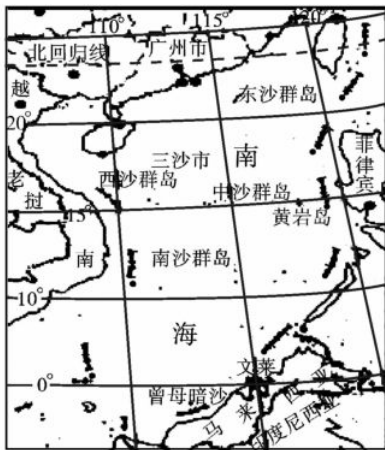 110°
115°
120°
北回归线
广州市
越
东沙群岛
20°
三沙市
南
菲律宾
老挝
西沙群岛
中沙群岛
15°
黄岩岛
南
南沙群岛
10°
海
文莱
0°
曾母暗沙
马来西亚
印度尼西亚